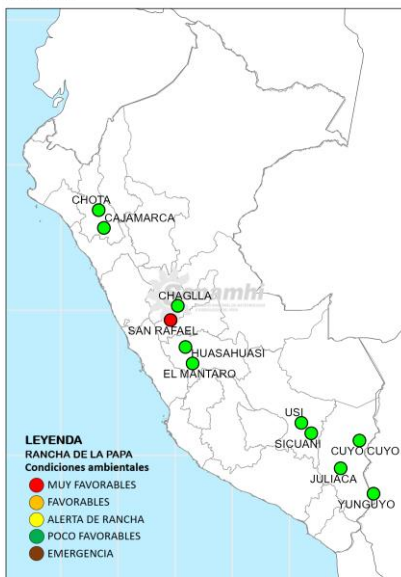 CHOTA
CAJAMARCA
Senamhi
CHAGLLA
SAN RAFAEL
HUASAHUASI
EL MANTARO
USI
SICUANI
CUYO CUYO
JULIACA
YUNGUYO
LEYENDA
RANCHA DE LA PAPA
Condiciones ambientales
MUY FAVORABLES
FAVORABLES
ALERTA DE RANCHA
POCO FAVORABLES
EMERGENCIA